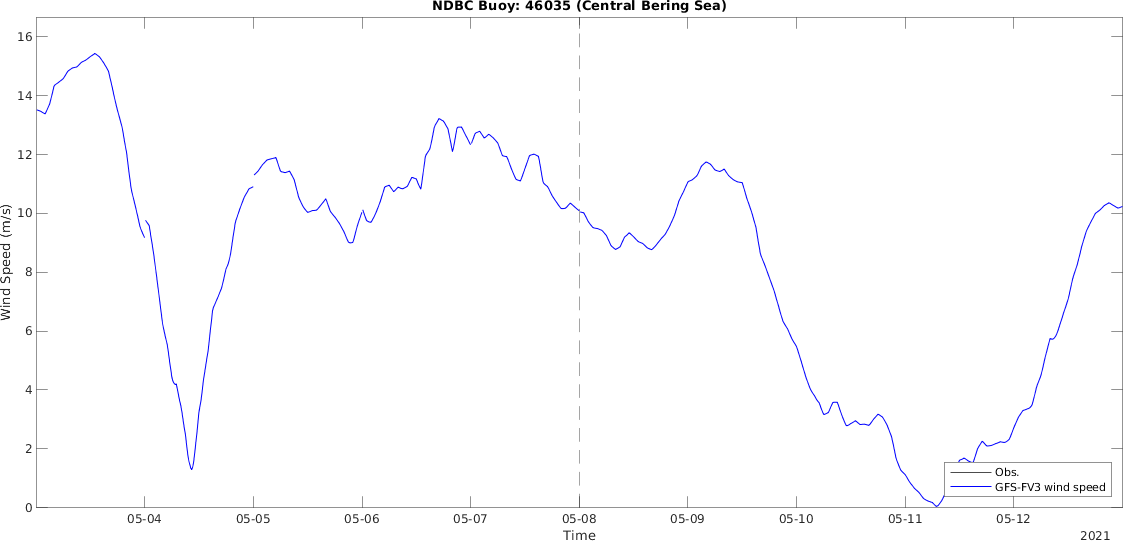 NDBC Buoy: 46035 (Central Bering Sea)
16
14
12
10
8
6
4
2
0
Wind Speed (m/s)
Obs.
GFS-FV3 wind speed
05-04 05-05 05-06 05-07 05-08 05-09 05-10 05-11 05-12
Time
2021